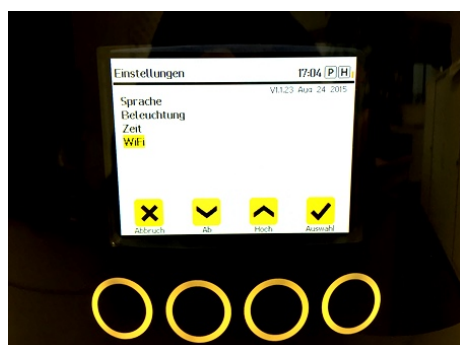 Einstellungen 17:04 P H
V1.1.23 Aug 24 2015
Sprache
Beleuchtung
Zeit
WiFi
Abbruch Ab Hoch Auswahl